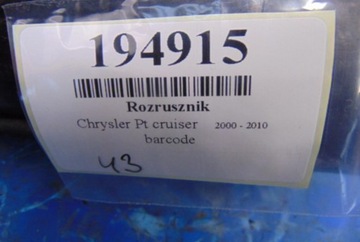 194915
Rozrusznik
Chrysler Pt cruiser 2000 - 2010
barcode
43